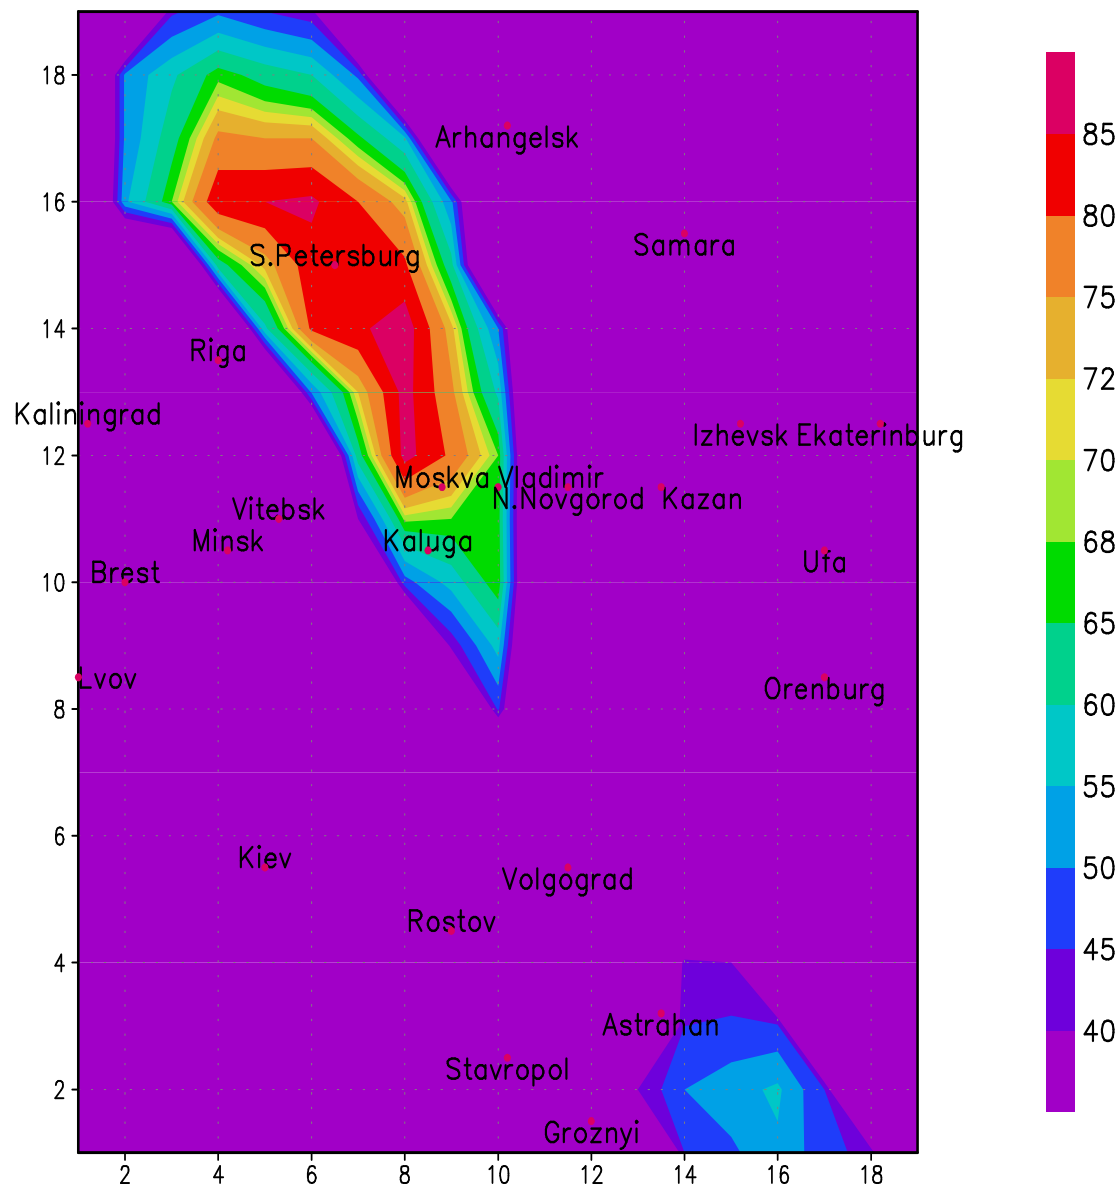 18
Arhangelsk
85
16
80
Samara
S.Petersburg
75
14
Riga
72
Kaliningrad
Izhevsk Ekaterinburg
12
70
Moskva Vladimir
N.Novgorod Kazan
Vitebsk
Minsk Kaluga
68
Ufa
Brest
10
65
Lvov
Orenburg
8
60
6
55
Kiev
Volgograd
50
Rostov
4
45
Astrahan
40
Stavropol
2
Groznyi
2 4 6 8 10 12 14 16 18